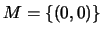 M = {(0, 0)}